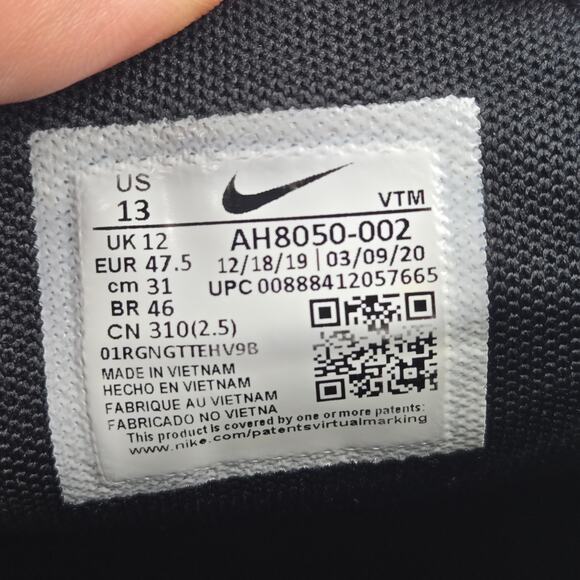 US
13
VTM
UK 12
AH8050-002
EUR 47.5
12/18/19 | 03/09/20
cm 31
UPC 00888412057665
BR 46
CN 310(2.5)
01RGNGTTEHV9B
MADE IN VIETNAM
HECHO EN VIETNAM
FABRIQUE AU VIETNAM
FABRICADO NO VIETNA
This product is covered by one or more patents:
www.nike.com/patentsvirtualmarking